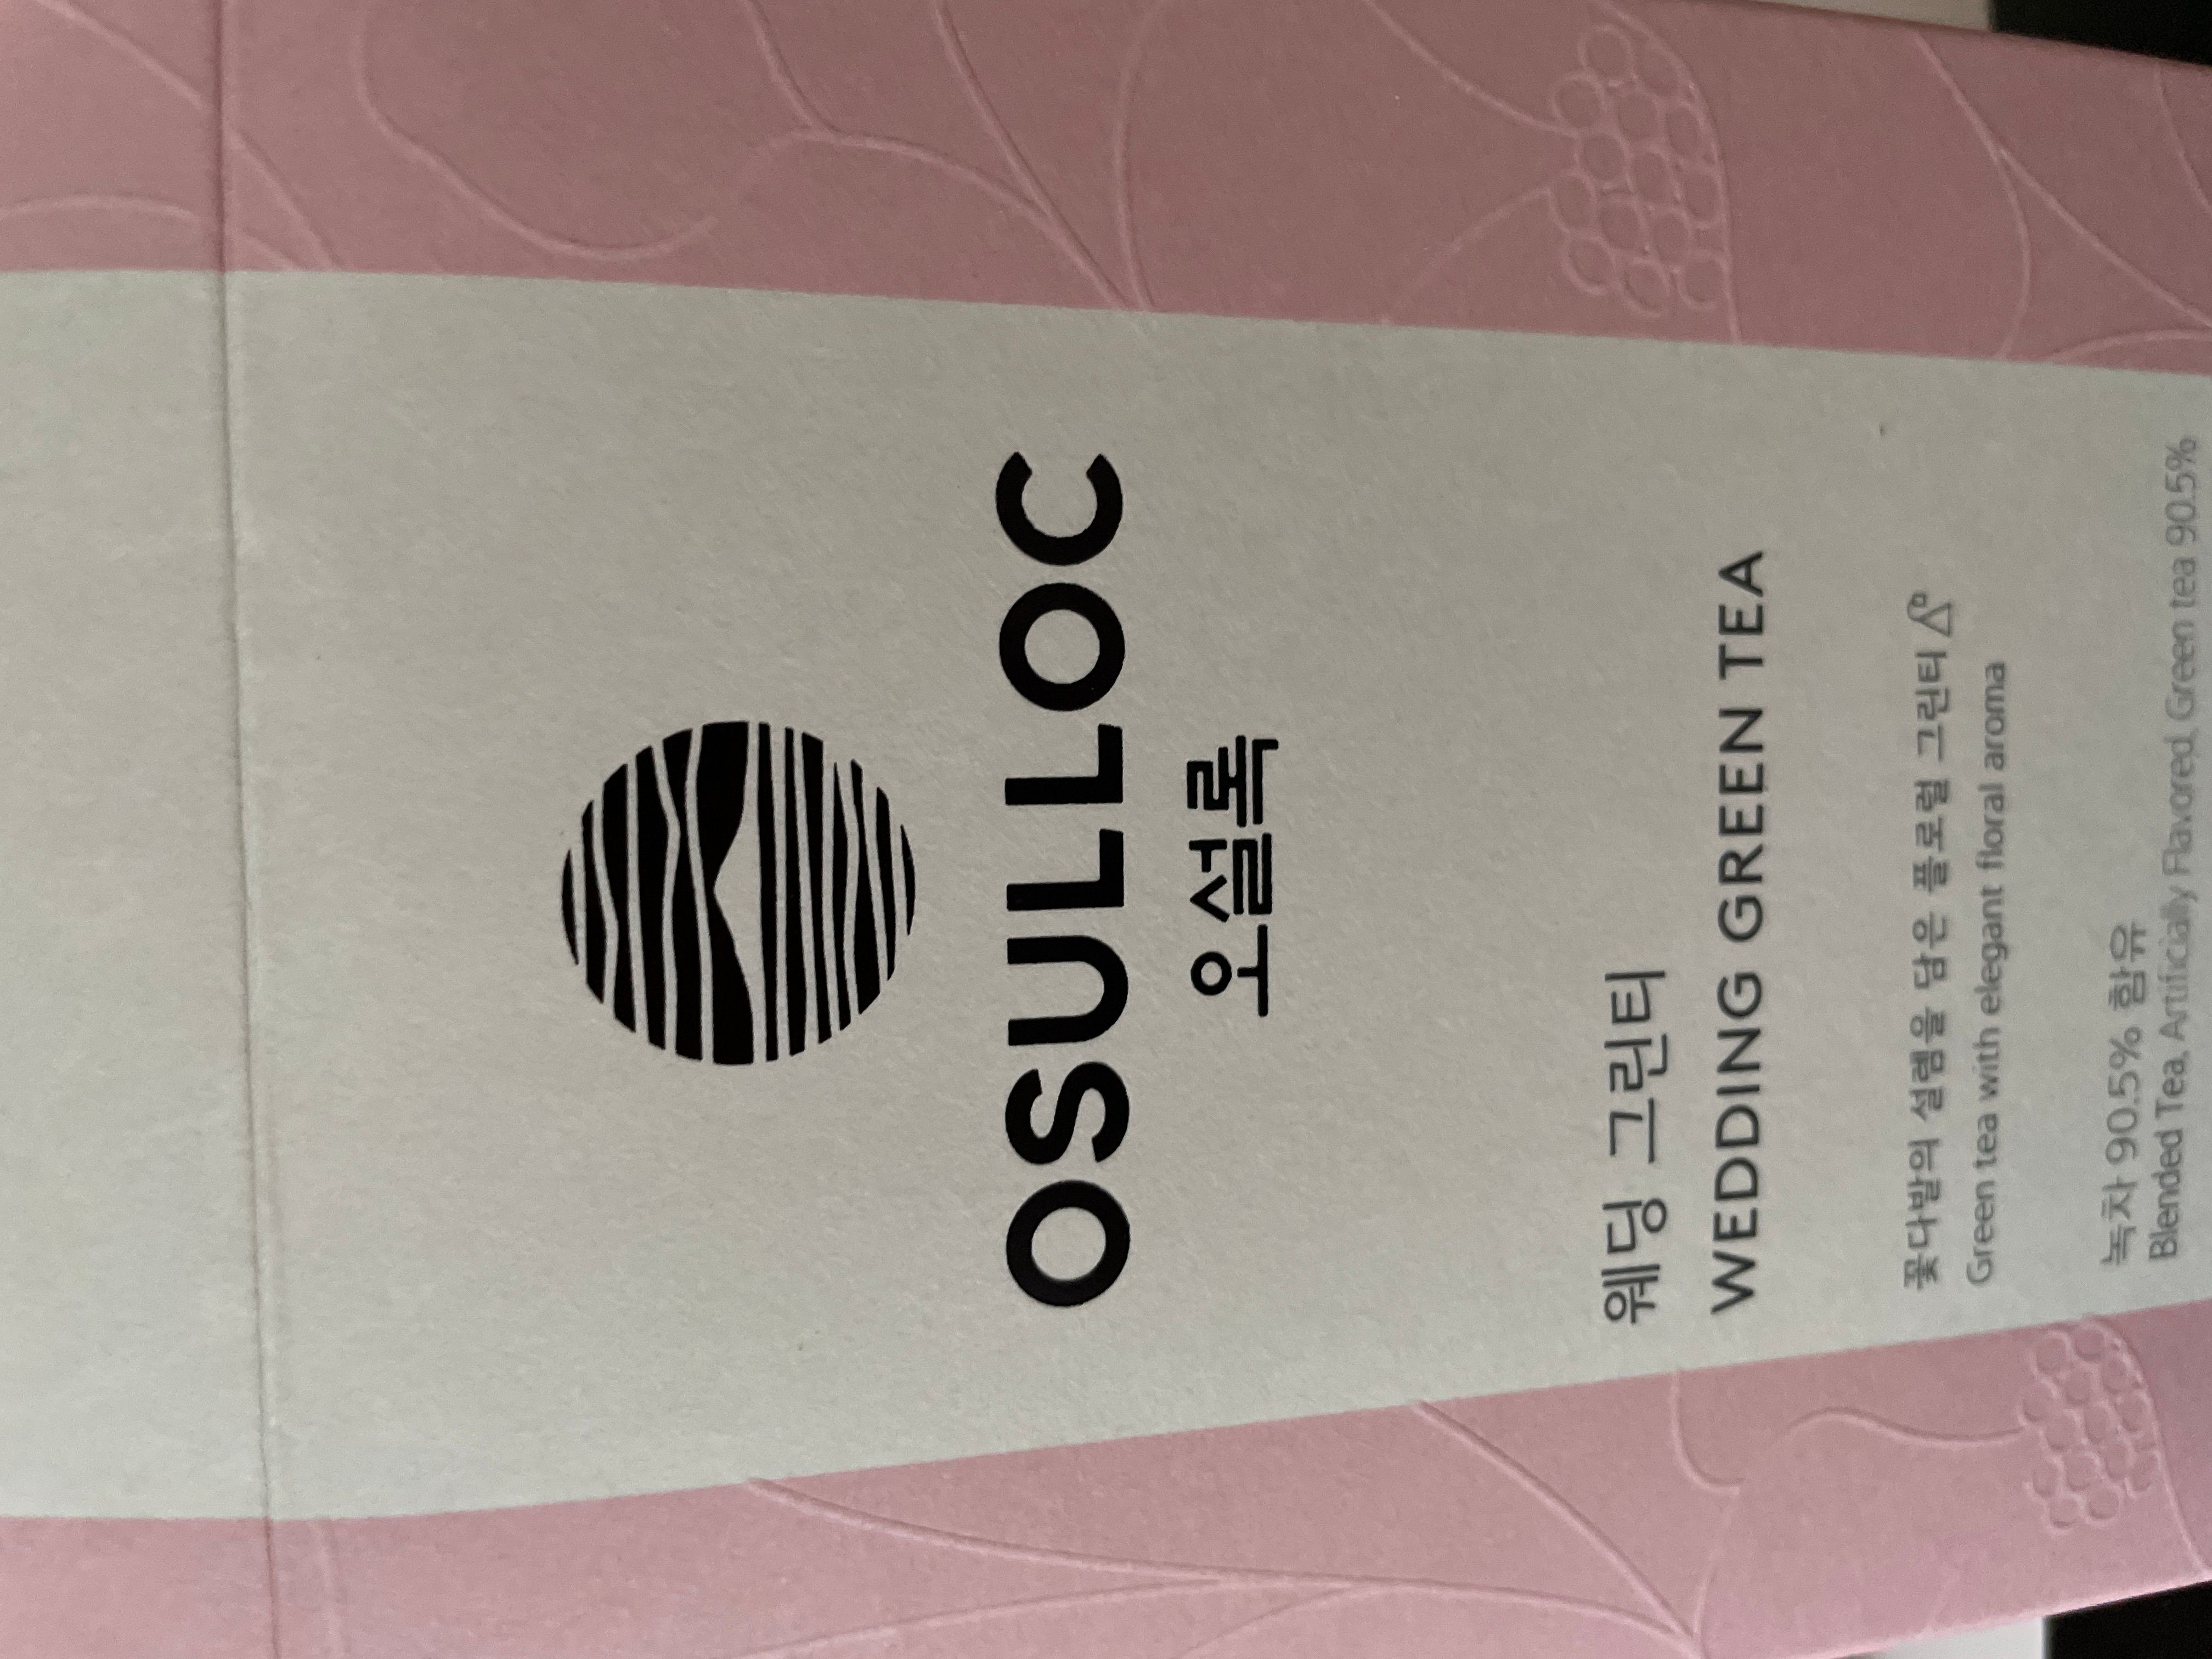 OSULLOC
오설록
웨딩 그린티
WEDDING GREEN TEA
꽃다발의 설렘을 담은 플로럴 그린티
Green tea with elegant floral aroma
녹차 90.5% 함유
Blended Tea, Artificially Flavored, Green tea 90.5%